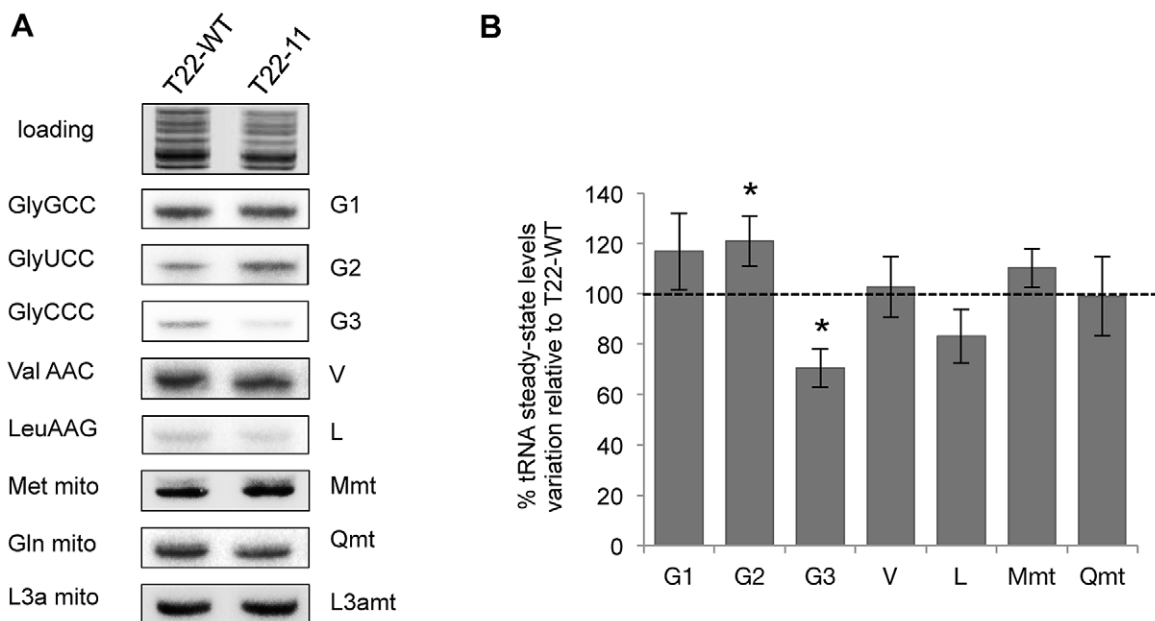 A
B
T22-WT
T22-11
loading
GlyGCC G1
GlyUCC G2
GlyCCC G3
Val AAC V
LeuAAG L
Met mito Mmt
Gln mito Qmt
L3a mito L3amt
% tRNA steady-state levels
variation relative to T22-WT
140
120
100
80
60
40
20
0
*
*
G1 G2 G3 V L Mmt Qmt